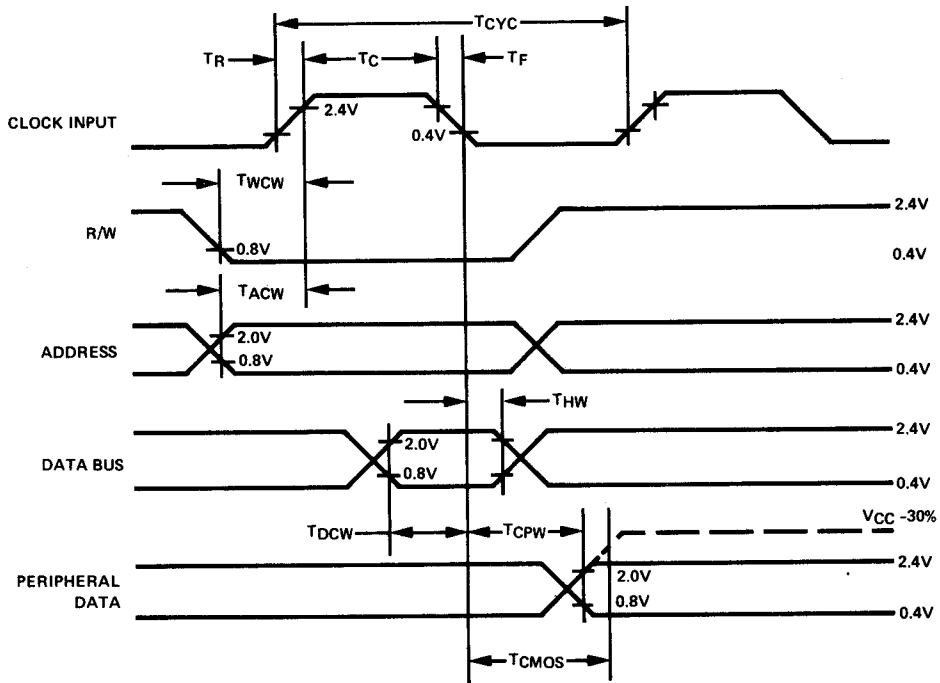 TCYC
TR TC TF
CLOCK INPUT
2.4V
0.4V
TWCW
R/W
2.4V
0.8V
0.4V
TACW
ADDRESS
2.4V
2.0V
0.8V
0.4V
THW
DATA BUS
2.4V
2.0V
0.8V
0.4V
TDCW TCPW
VCC -30%
PERIPHERAL
DATA
2.4V
2.0V
0.8V
0.4V
TCMOS